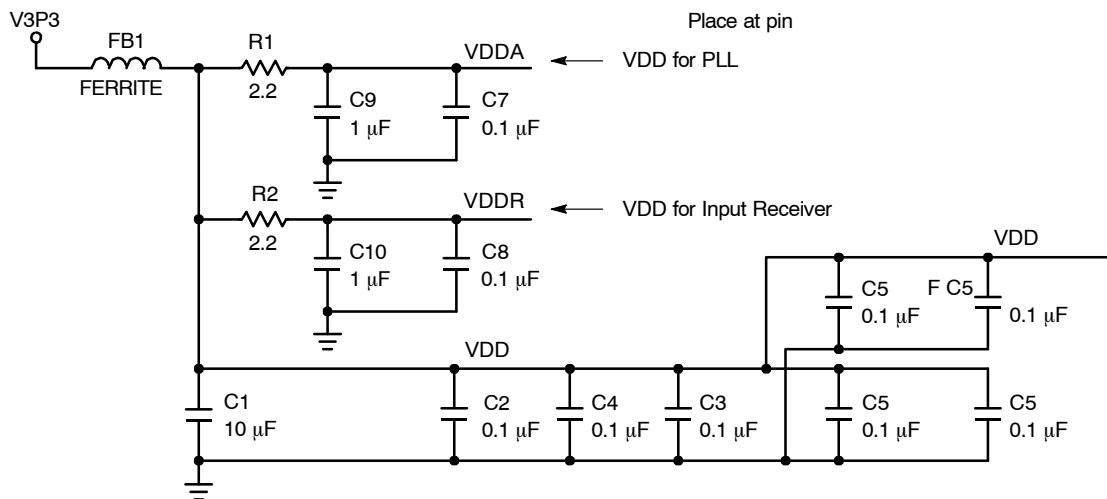 V3P3
FB1
FERRITE
R1
2.2
VDDA
Place at pin
VDD for PLL
C9
1 μF
C7
0.1 μF
R2
2.2
VDDR
VDD for Input Receiver
C10
1 μF
C8
0.1 μF
VDD
C5
0.1 μF
F C5
0.1 μF
VDD
C1
10 μF
C2
0.1 μF
C4
0.1 μF
C3
0.1 μF
C5
0.1 μF
C5
0.1 μF